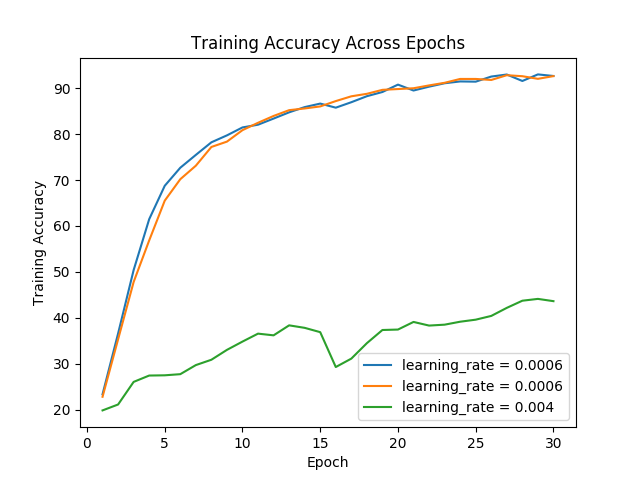 Training Accuracy Across Epochs
Training Accuracy
90
80
70
60
50
40
30
20
0 5 10 15 20 25 30
Epoch
learning_rate = 0.0006
learning_rate = 0.0006
learning_rate = 0.004